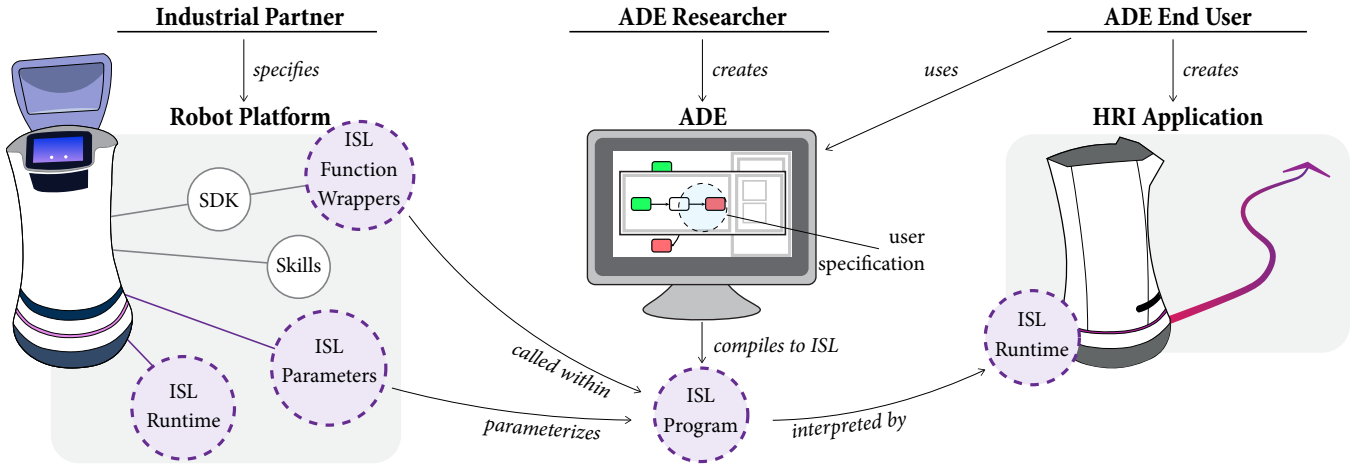 Industrial Partner
ADE Researcher
ADE End User
specifies
creates
uses
creates
Robot Platform
ADE
HRI Application
ISL
Function
Wrappers
SDK
Skills
user
specification
ISL
Parameters
ISL
Runtime
called within
parameterizes
compiles to ISL
ISL
Program
interpreted by
ISL
Runtime